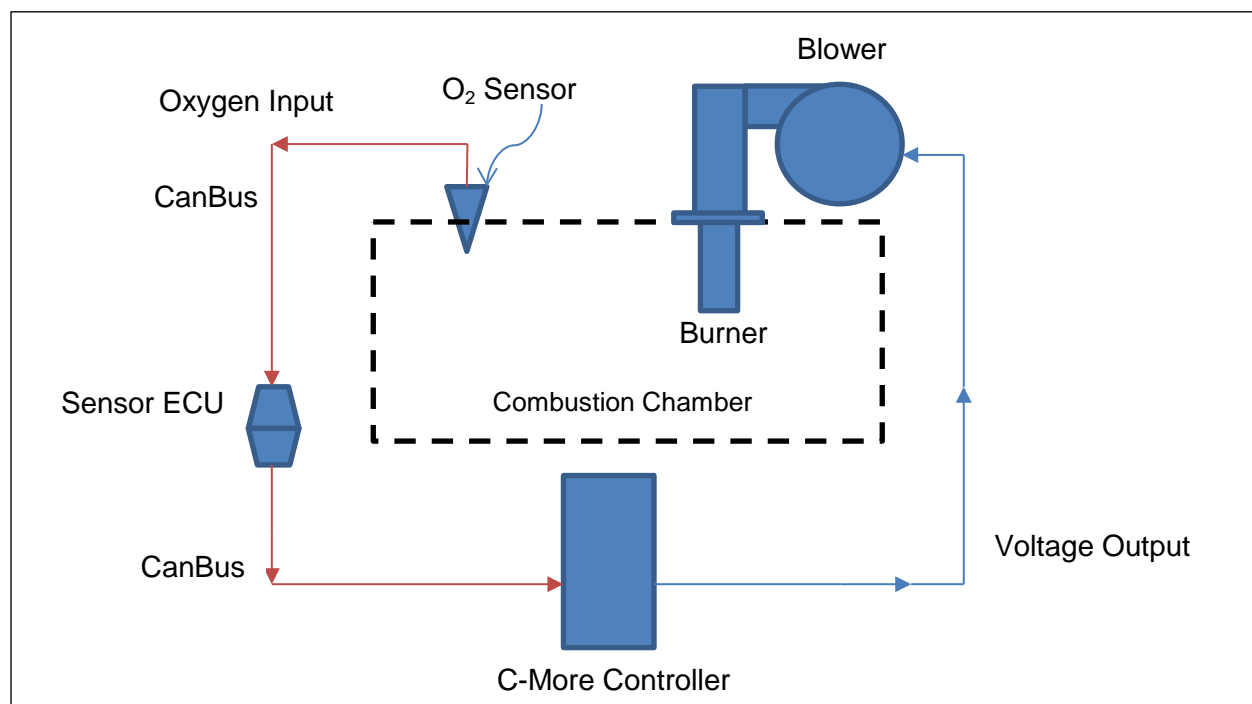 Blower
O₂ Sensor
Oxygen Input
CanBus
Burner
Sensor ECU
Combustion Chamber
Voltage Output
CanBus
C-More Controller